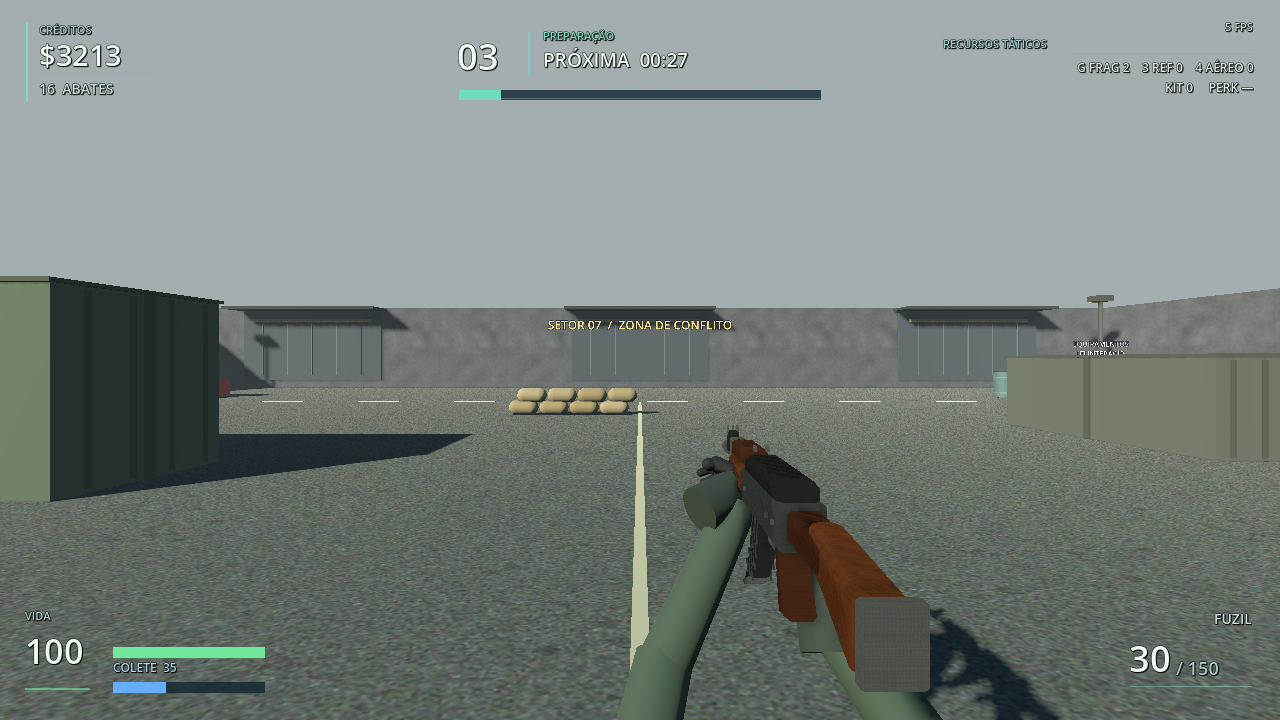 CRÉDITOS
$3213
16 ABATES
03
PREPARAÇÃO
PRÓXIMA 00:27
5 FPS
RECURSOS TÁTICOS
G FRAG 2 3 REF 0 4 AÉREO 0
KIT 0 PERK —
SETOR 07 / ZONA DE CONFLITO
EQUIPAMENTOS
VIDA
100
COLETE 35
FUZIL
30 / 150